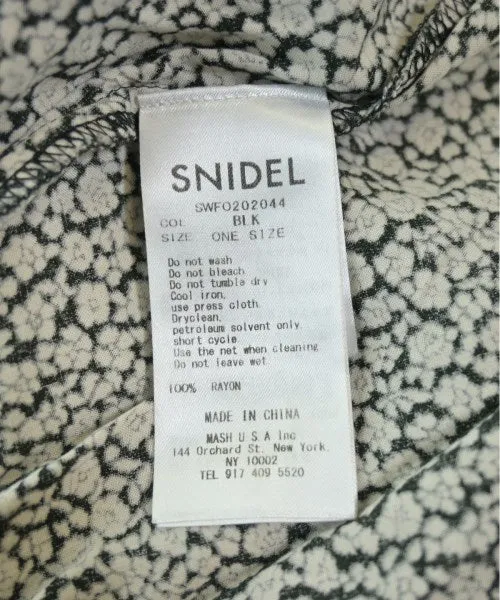 SNIDEL
SWFO202044
COL BLK
SIZE ONE SIZE
Do not wash
Do not bleach
Do not tumble dry
Cool iron,
use press cloth.
Dryclean,
petroleum solvent only
short cycle
Use the net when cleaning
Do not leave wet
100% RAYON
MADE IN CHINA
MASH U S A Inc
144 Orchard St. New York.
NY 10002
TEL 917 409 5520